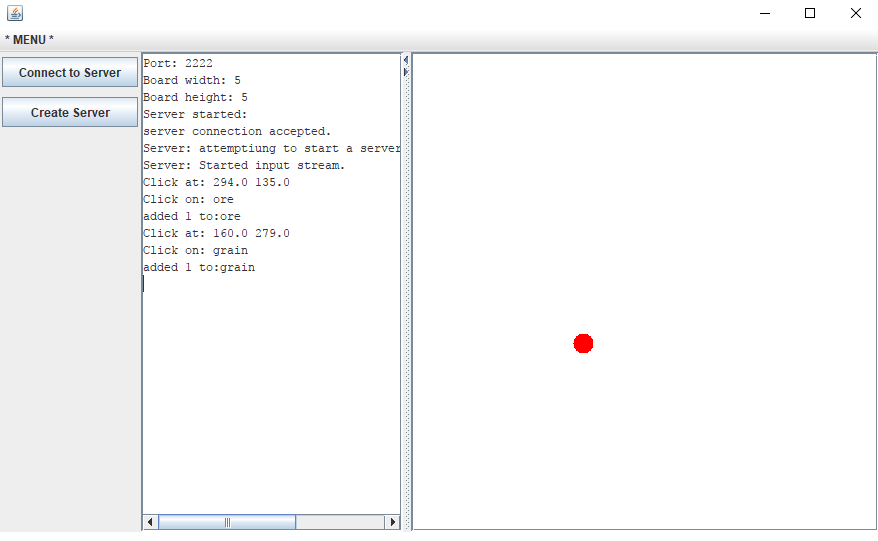 * MENU *
Connect to Server
Create Server
Port: 2222
Board width: 5
Board height: 5
Server started:
server connection accepted.
Server: attemptiung to start a server
Server: Started input stream.
Click at: 294.0 135.0
Click on: ore
added 1 to:ore
Click at: 160.0 279.0
Click on: grain
added 1 to:grain